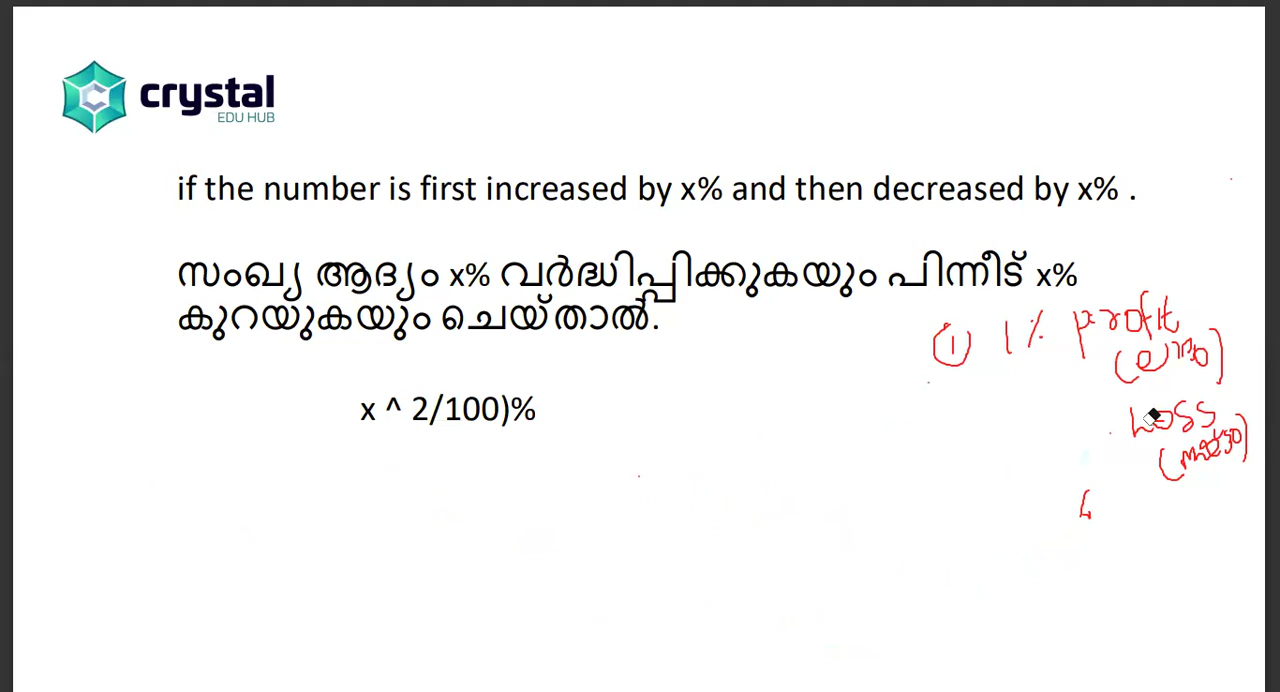 crystal
EDU HUB
if the number is first increased by x% and then decreased by x% .
സംഖ്യ ആദ്യം x% വർദ്ധിപ്പിക്കുകയും പിന്നീട് x%
കുറയുകയും ചെയ്താൽ.
① 1% profit
(ലാഭം)
x ^ 2/100)%
Loss
(നഷ്ടം)